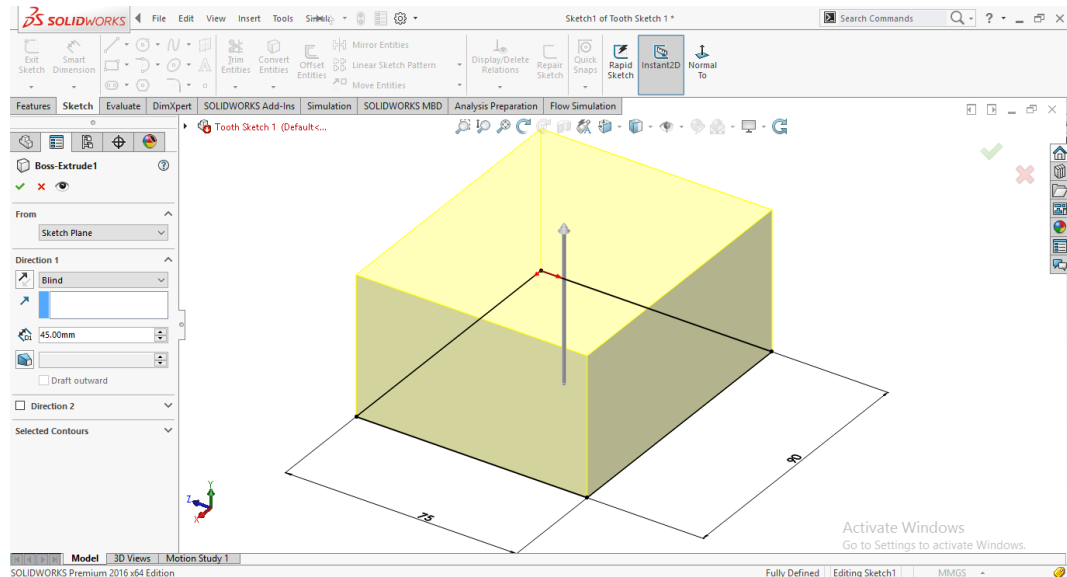 SOLIDWORKS File Edit View Insert Tools Sketch1 of Tooth Sketch 1 * Search Commands ?
Exit Sketch Smart Dimension Trim Entities Convert Entities Offset Entities Mirror Entities Linear Sketch Pattern Move Entities Display/Delete Relations Repair Sketch Quick Snaps Rapid Sketch Instant2D Normal To
Features Sketch Evaluate DimXpert SOLIDWORKS Add-Ins Simulation SOLIDWORKS MBD Analysis Preparation Flow Simulation
Tooth Sketch 1 (Default<...
Boss-Extrude1
From
Sketch Plane
Direction 1
Blind
45.00mm
Draft outward
Direction 2
Selected Contours
90
75
Y
Z
X
Activate Windows
Go to Settings to activate Windows.
Model 3D Views Motion Study 1
SOLIDWORKS Premium 2016 x64 Edition Fully Defined Editing Sketch1 MMGS